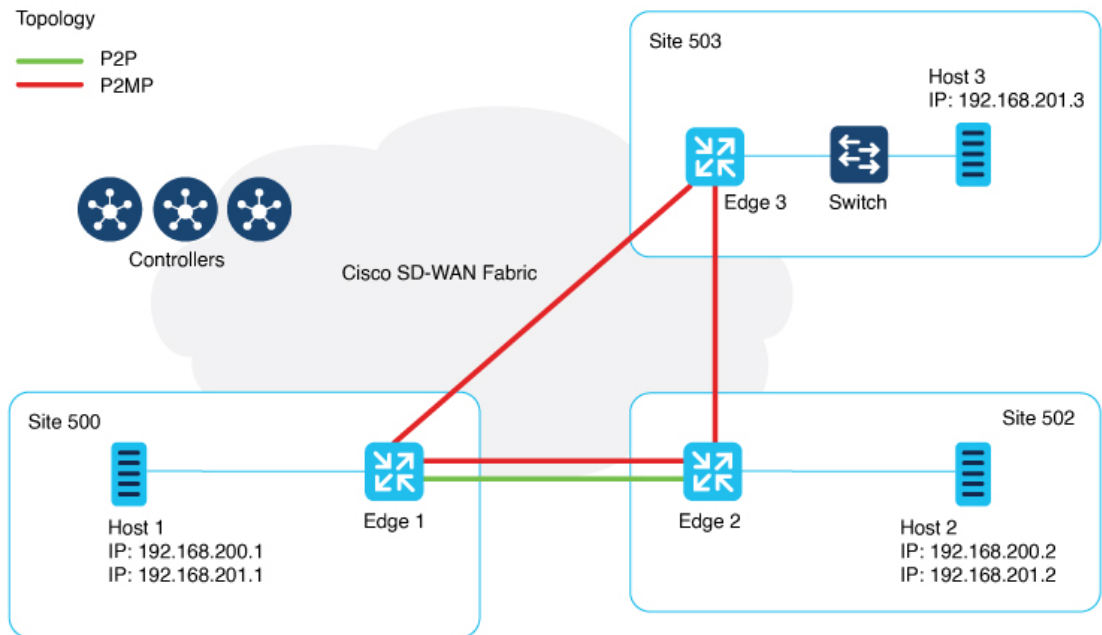 Topology
P2P
P2MP
Site 503
Host 3
IP: 192.168.201.3
Edge 3
Switch
Controllers
Cisco SD-WAN Fabric
Site 500
Host 1
IP: 192.168.200.1
IP: 192.168.201.1
Edge 1
Site 502
Edge 2
Host 2
IP: 192.168.200.2
IP: 192.168.201.2